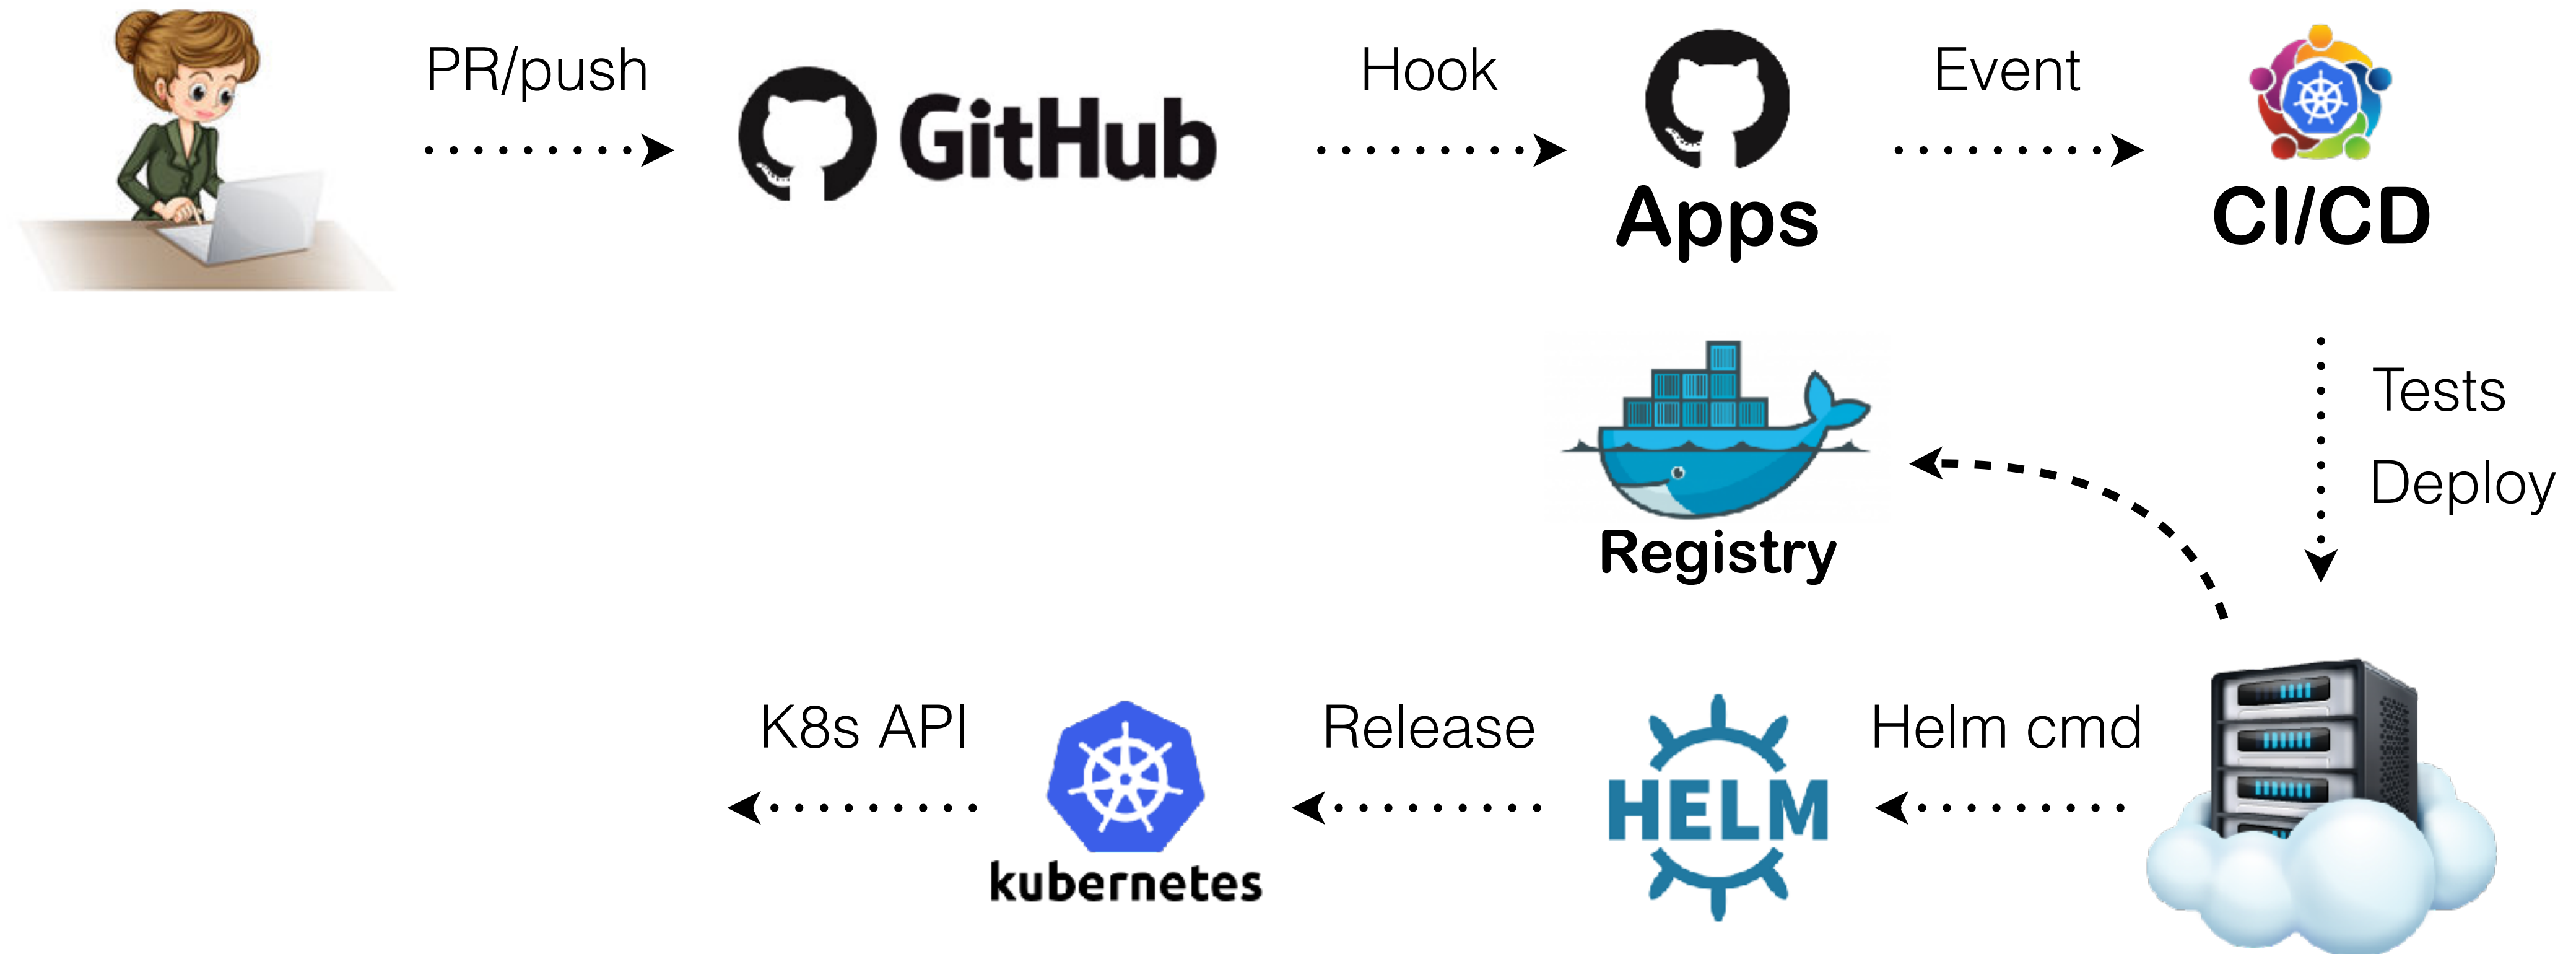 PR/push
GitHub
Hook
Apps
Event
CI/CD
Tests
Deploy
Registry
Helm cmd
HELM
Release
kubernetes
K8s API